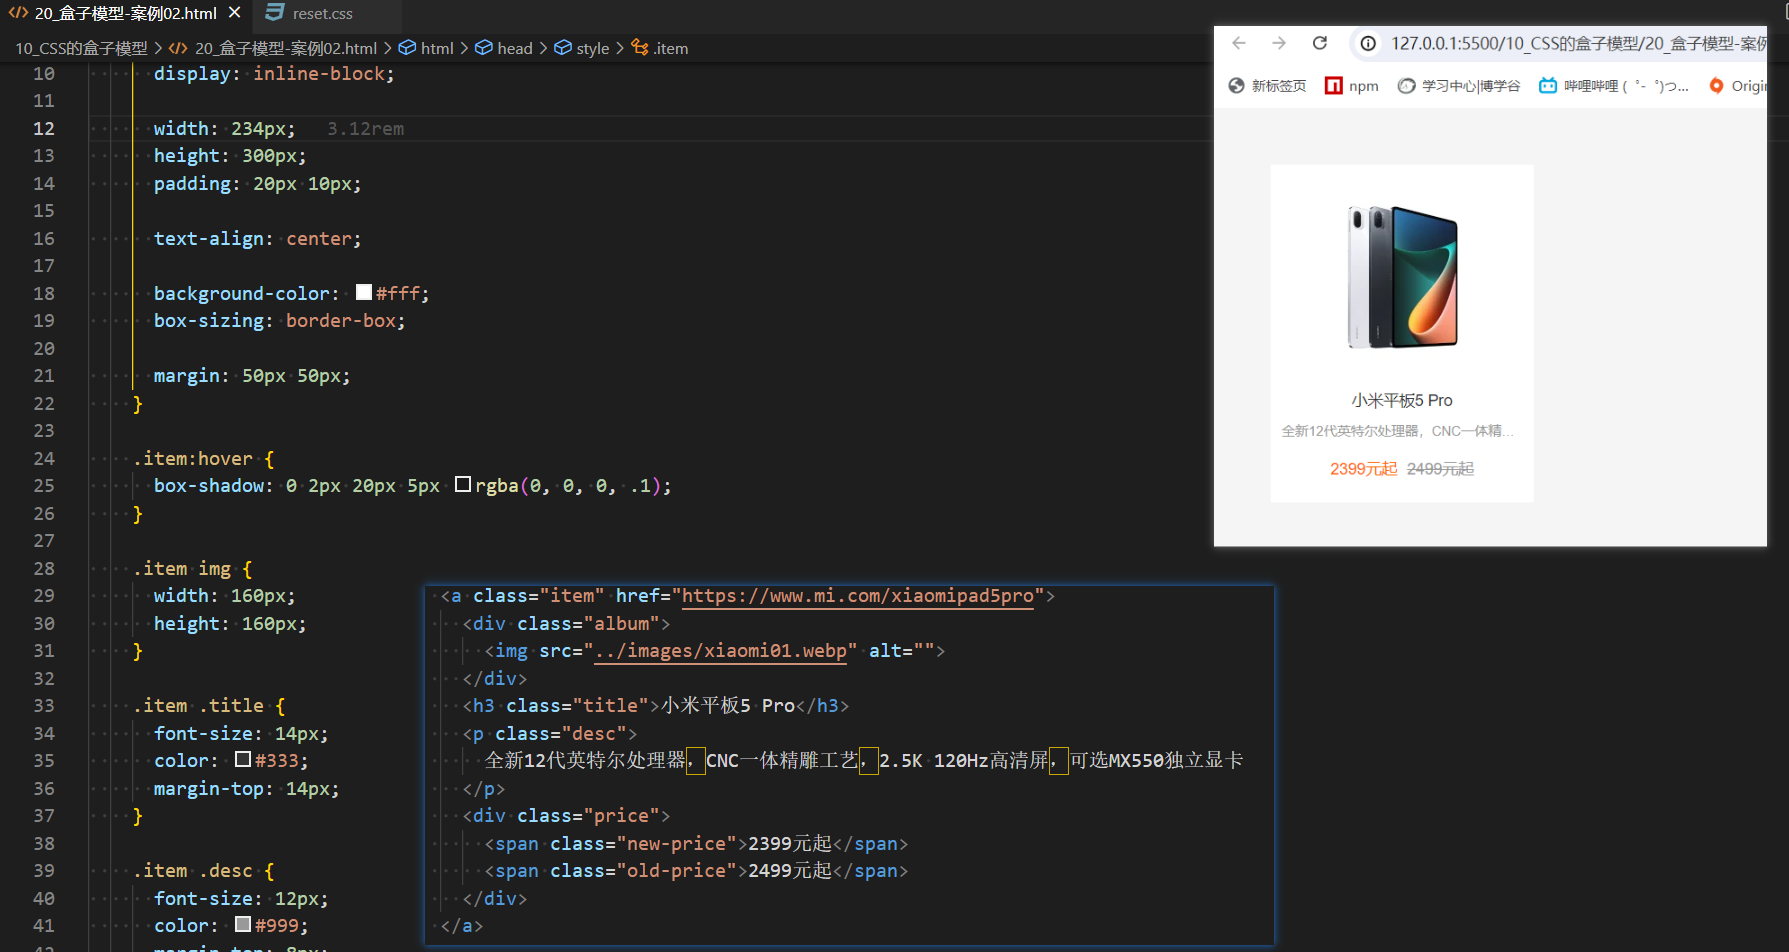 20_盒子模型-案例02.html
reset.css
10_CSS的盒子模型 > 20_盒子模型-案例02.html > html > head > style > .item
10 display: inline-block;
11
12 width: 234px; 3.12rem
13 height: 300px;
14 padding: 20px 10px;
15
16 text-align: center;
17
18 background-color: #fff;
19 box-sizing: border-box;
20
21 margin: 50px 50px;
22 }
23
24 .item:hover {
25 box-shadow: 0 2px 20px 5px rgba(0, 0, 0, .1);
26 }
27
28 .item img {
29 width: 160px;
30 height: 160px;
31 }
32
33 .item .title {
34 font-size: 14px;
35 color: #333;
36 margin-top: 14px;
37 }
38
39 .item .desc {
40 font-size: 12px;
41 color: #999;
42 margin-top: 8px;
<a class="item" href="https://www.mi.com/xiaomipad5pro">
<div class="album">
<img src="../images/xiaomi01.webp" alt="">
</div>
<h3 class="title">小米平板5 Pro</h3>
<p class="desc">
全新12代英特尔处理器，CNC一体精雕工艺，2.5K 120Hz高清屏，可选MX550独立显卡
</p>
<div class="price">
<span class="new-price">2399元起</span>
<span class="old-price">2499元起</span>
</div>
</a>
127.0.0.1:5500/10_CSS的盒子模型/20_盒子模型-案例
新标签页 npm 学习中心|博学谷 哔哩哔哩 (゜-゜)つ... Origi
小米平板5 Pro
全新12代英特尔处理器，CNC一体精...
2399元起 2499元起